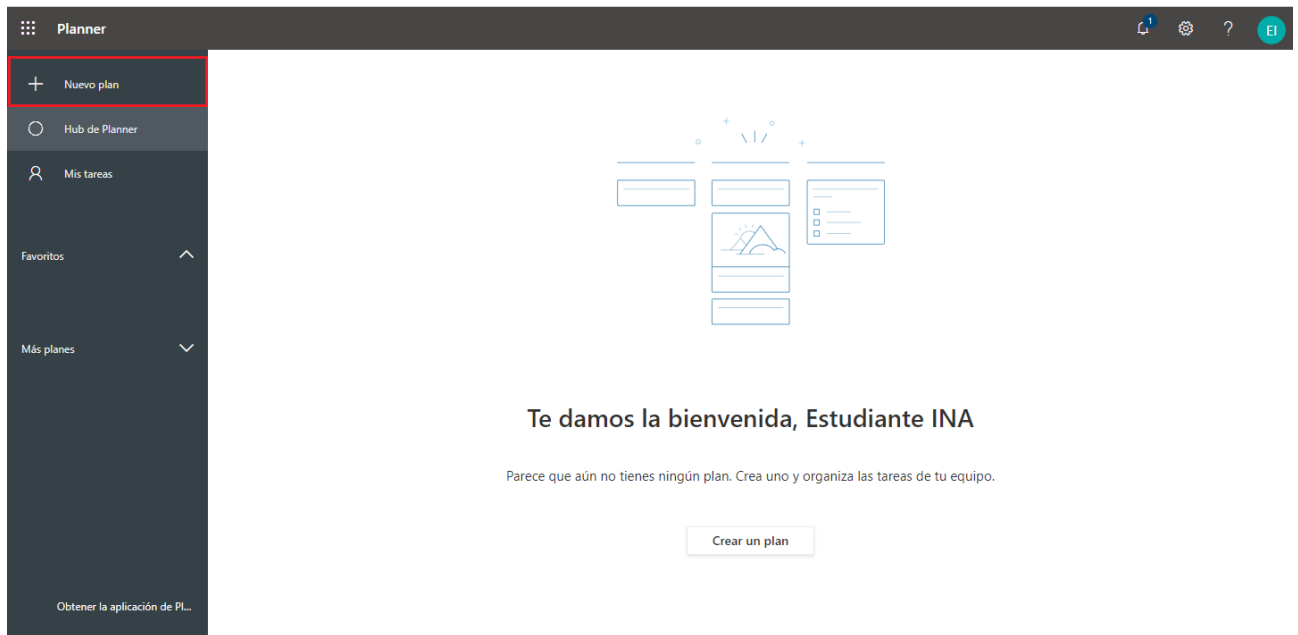 Planner
1
?
EI
Nuevo plan
Hub de Planner
Mis tareas
Favoritos
Más planes
Obtener la aplicación de Pl...
Te damos la bienvenida, Estudiante INA
Parece que aún no tienes ningún plan. Crea uno y organiza las tareas de tu equipo.
Crear un plan